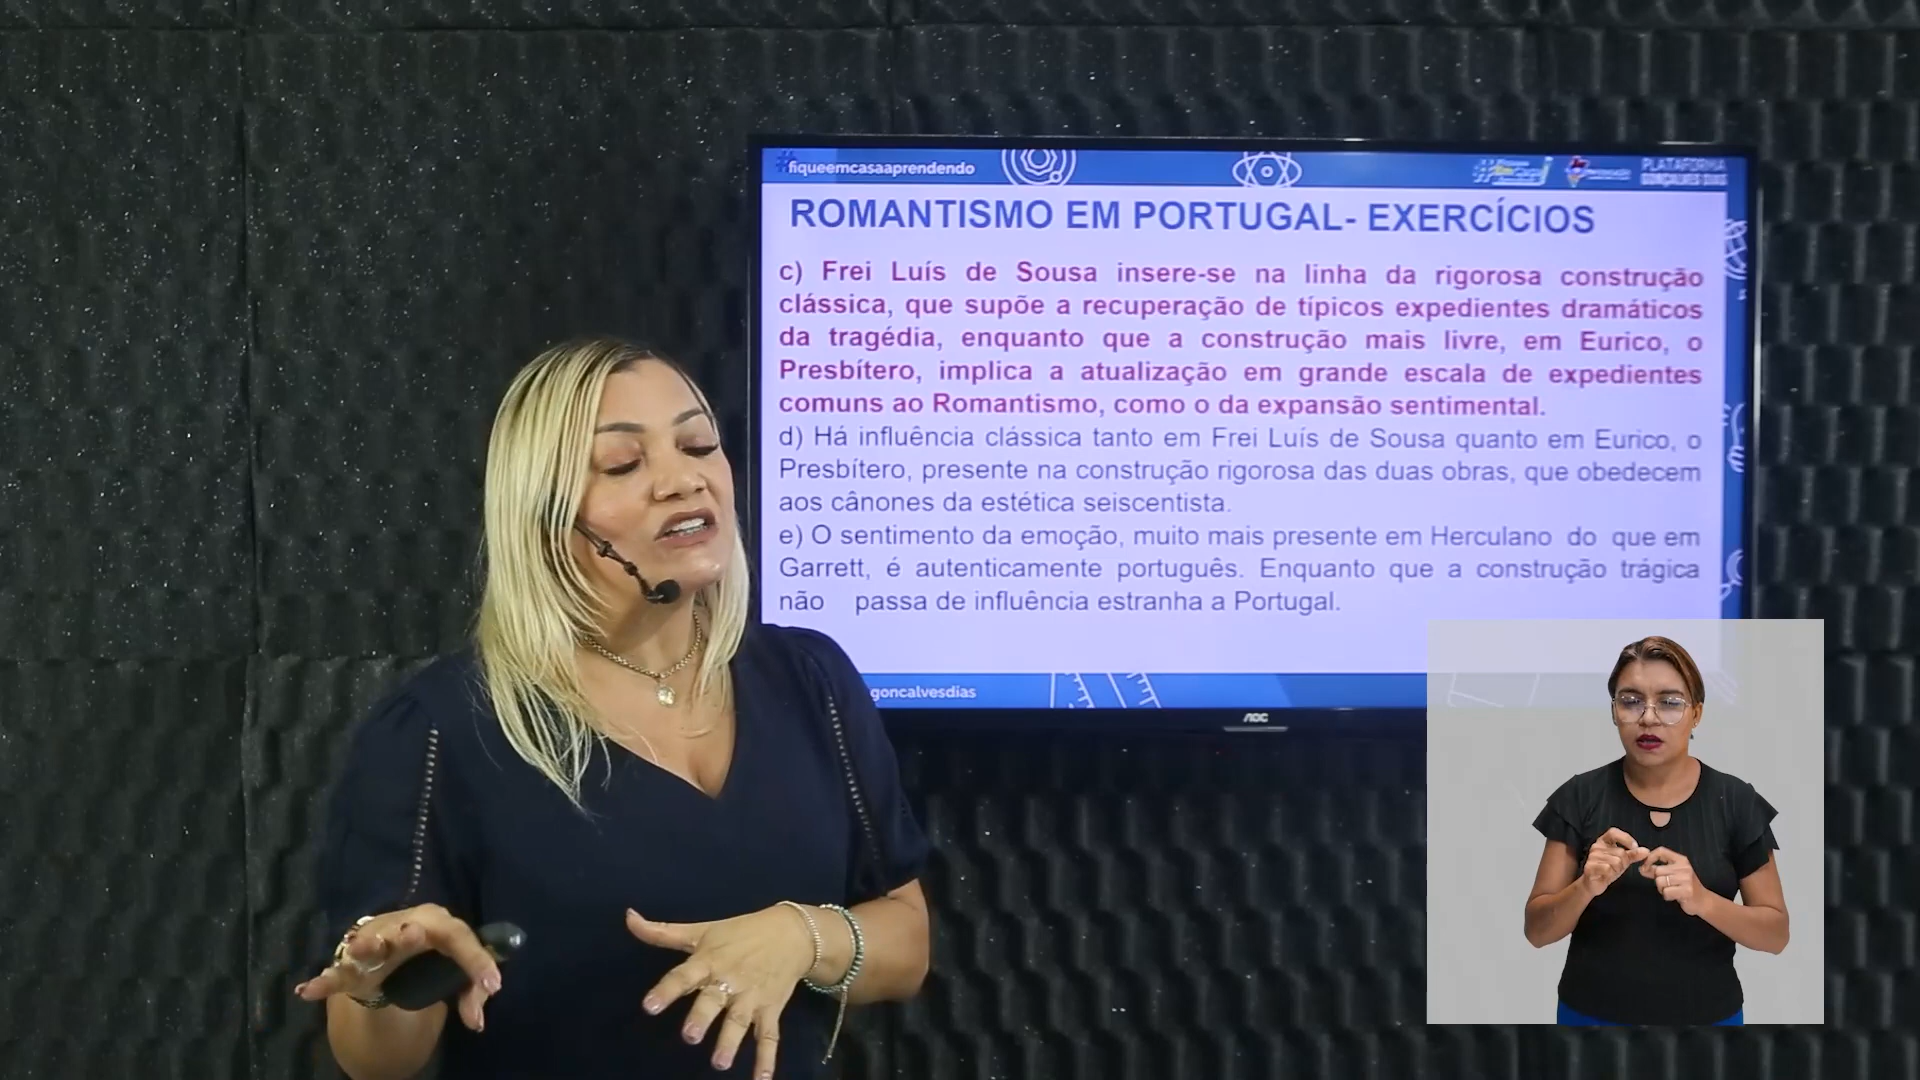 #fiqueemcasaaprendendo
PLATAFORMA
GONÇALVES DIAS
ROMANTISMO EM PORTUGAL- EXERCÍCIOS
c) Frei Luís de Sousa insere-se na linha da rigorosa construção
clássica, que supõe a recuperação de típicos expedientes dramáticos
da tragédia, enquanto que a construção mais livre, em Eurico, o
Presbítero, implica a atualização em grande escala de expedientes
comuns ao Romantismo, como o da expansão sentimental.
d) Há influência clássica tanto em Frei Luís de Sousa quanto em Eurico, o
Presbítero, presente na construção rigorosa das duas obras, que obedecem
aos cânones da estética seiscentista.
e) O sentimento da emoção, muito mais presente em Herculano do que em
Garrett, é autenticamente português. Enquanto que a construção trágica
não passa de influência estranha a Portugal.
goncalvesdias
AOC